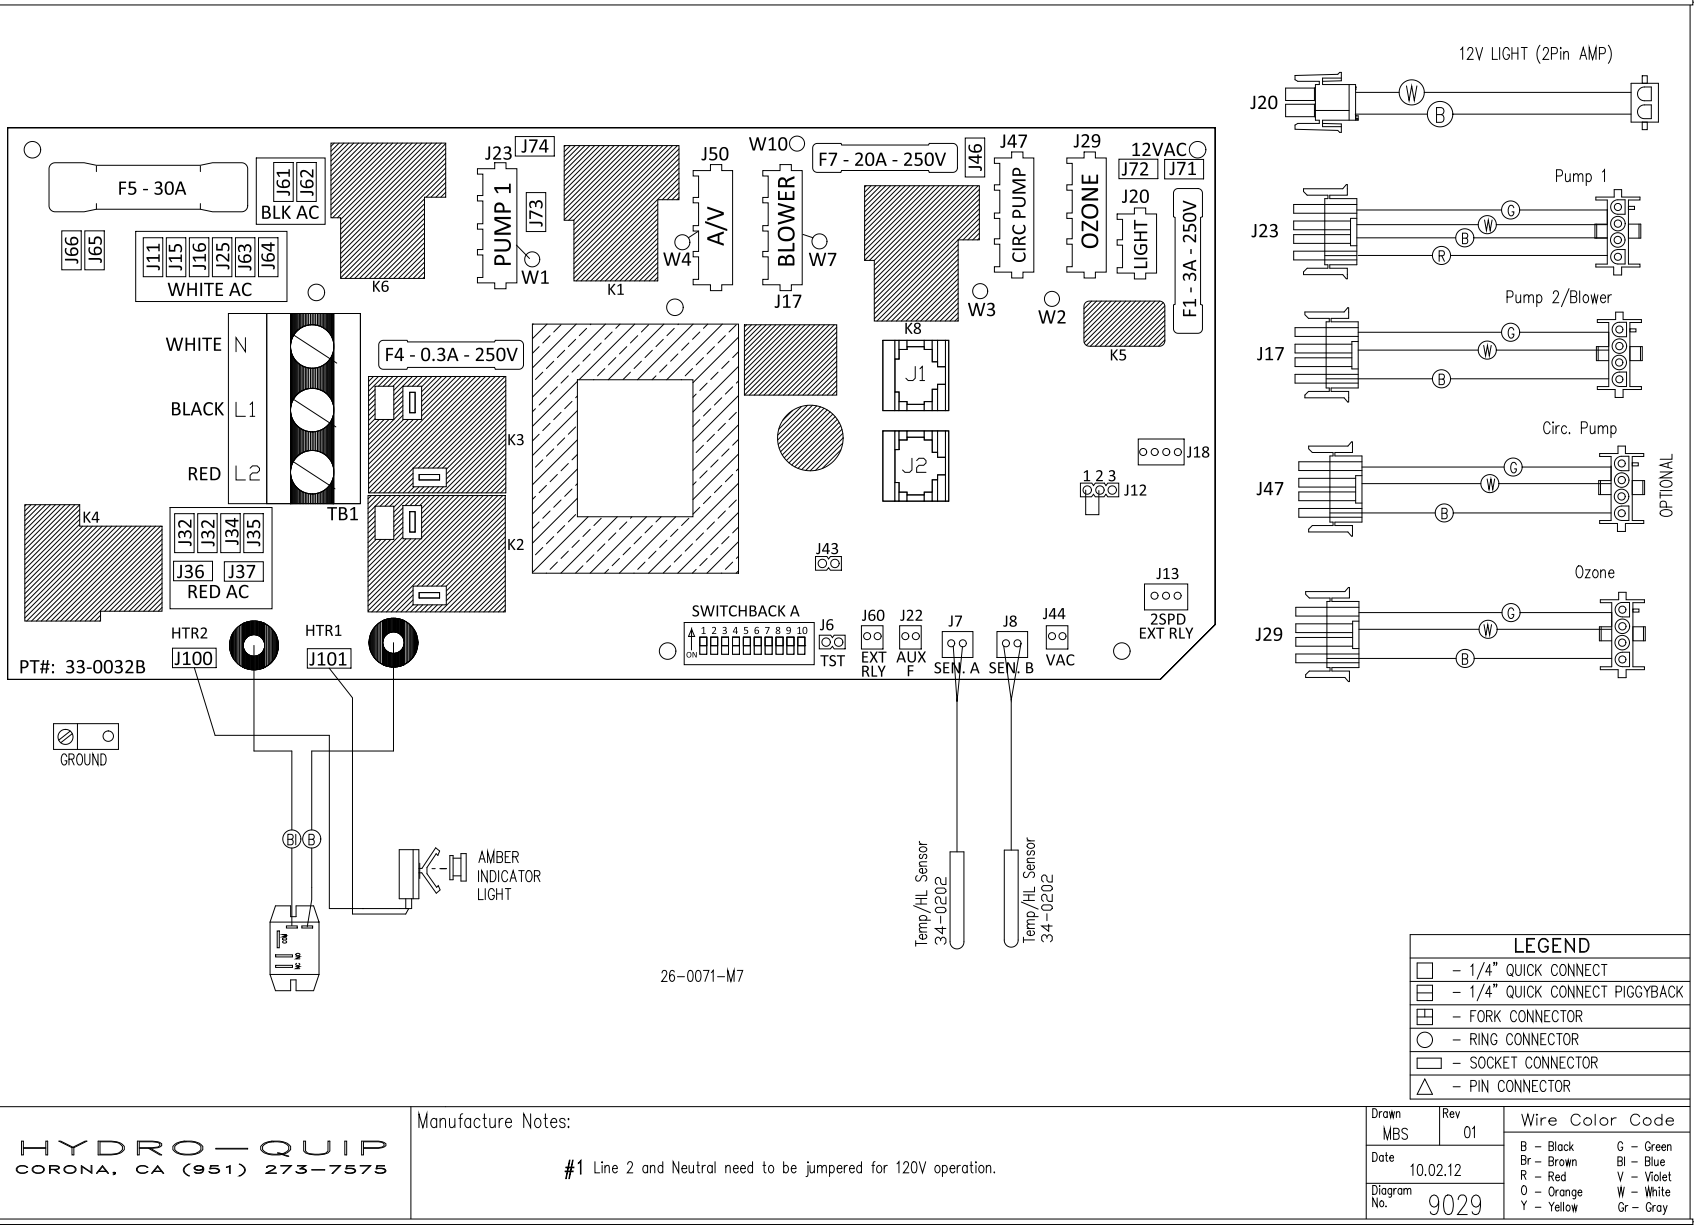 12V LIGHT (2Pin AMP)
J20
W
B
Pump 1
J23
G
W
B
R
Pump 2/Blower
J17
G
W
B
Circ. Pump
J47
G
W
B
OPTIONAL
Ozone
J29
G
W
B
F5 - 30A
J61
J62
BLK AC
J66
J65
J11
J15
J16
J25
J63
J64
WHITE AC
K6
J23
PUMP 1
J74
J73
W1
K1
J50
A/V
W4
W10
BLOWER
J17
W7
F7 - 20A - 250V
J46
K8
J47
CIRC PUMP
W3
J29
OZONE
W2
12VAC
J72
J71
J20
LIGHT
F1 - 3A - 250V
K5
WHITE N
BLACK L1
RED L2
TB1
F4 - 0.3A - 250V
K3
K2
J1
J2
J18
1 2 3
J12
K4
J32
J32
J34
J35
J36
J37
RED AC
J43
J13
2SPD
EXT RLY
HTR2
J100
HTR1
J101
PT#: 33-0032B
SWITCHBACK A
1 2 3 4 5 6 7 8 9 10
ON
J6
TST
J60
EXT
RLY
J22
AUX
F
J7
SEN. A
J8
SEN. B
J44
VAC
GROUND
Bl
B
AMBER
INDICATOR
LIGHT
Temp/HL Sensor
34-0202
Temp/HL Sensor
34-0202
26-0071-M7
LEGEND
- 1/4" QUICK CONNECT
- 1/4" QUICK CONNECT PIGGYBACK
- FORK CONNECTOR
- RING CONNECTOR
- SOCKET CONNECTOR
- PIN CONNECTOR
HYDRO-QUIP
CORONA, CA (951) 273-7575
Manufacture Notes:
#1 Line 2 and Neutral need to be jumpered for 120V operation.
Drawn
MBS
Rev
01
Date
10.02.12
Diagram
No. 9029
Wire Color Code
B - Black G - Green
Br - Brown Bl - Blue
R - Red V - Violet
O - Orange W - White
Y - Yellow Gr - Gray